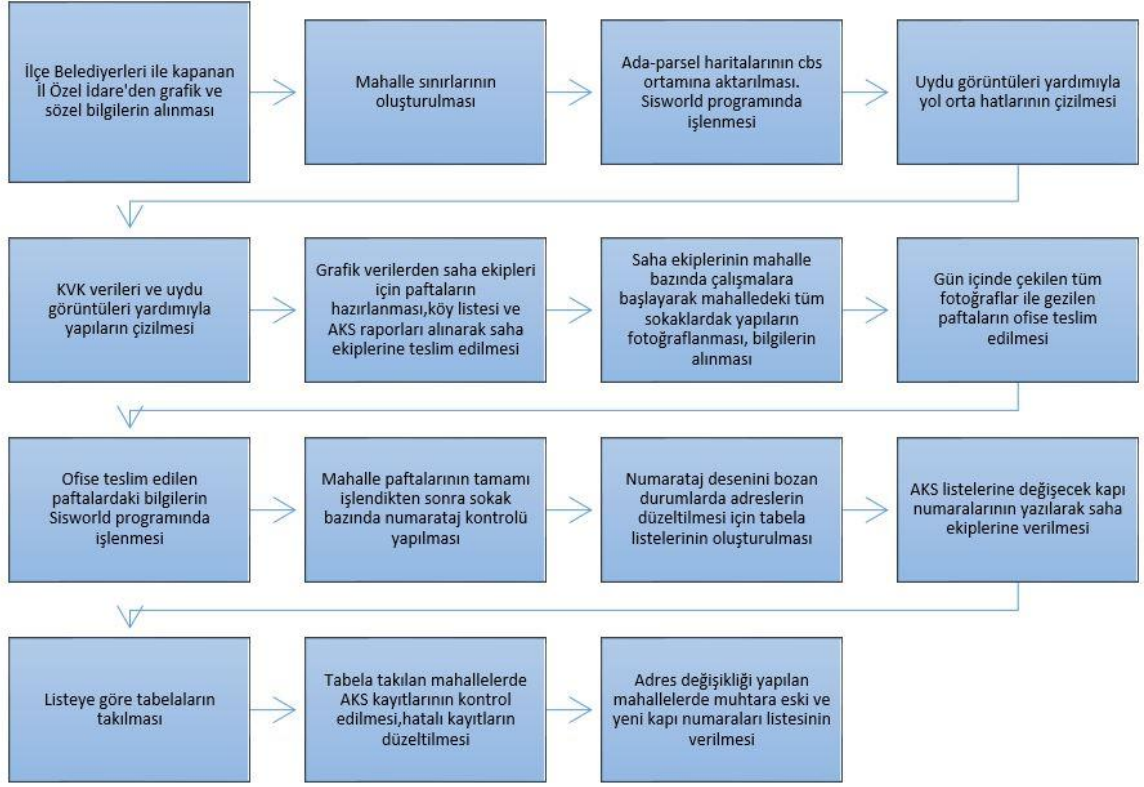 İlçe Belediyerleri ile kapanan
İl Özel İdare'den grafik ve
sözel bilgilerin alınması
Mahalle sınırlarının
oluşturulması
Ada-parsel haritalarının cbs
ortamına aktarılması.
Sisworld programında
işlenmesi
Uydu görüntüleri yardımıyla
yol orta hatlarının çizilmesi
KVK verileri ve uydu
görüntüleri yardımıyla
yapıların çizilmesi
Grafik verilerden saha ekipleri
için paftaların
hazırlanması,köy listesi ve
AKS raporları alınarak saha
ekiplerine teslim edilmesi
Saha ekiplerinin mahalle
bazında çalışmalara
başlayarak mahalledeki tüm
sokaklardak yapıların
fotoğraflanması, bilgilerin
alınması
Gün içinde çekilen tüm
fotoğraflar ile gezilen
paftaların ofise teslim
edilmesi
Ofise teslim edilen
paftalardaki bilgilerin
Sisworld programında
işlenmesi
Mahalle paftalarının tamamı
işlendikten sonra sokak
bazında numarataj kontrolü
yapılması
Numarataj desenini bozan
durumlarda adreslerin
düzeltilmesi için tabela
listelerinin oluşturulması
AKS listelerine değişecek kapı
numaralarının yazılarak saha
ekiplerine verilmesi
Listeye göre tabelaların
takılması
Tabela takılan mahallelerde
AKS kayıtlarının kontrol
edilmesi,hatalı kayıtların
düzeltilmesi
Adres değişikliği yapılan
mahallelerde muhtara eski ve
yeni kapı numaraları listesinin
verilmesi